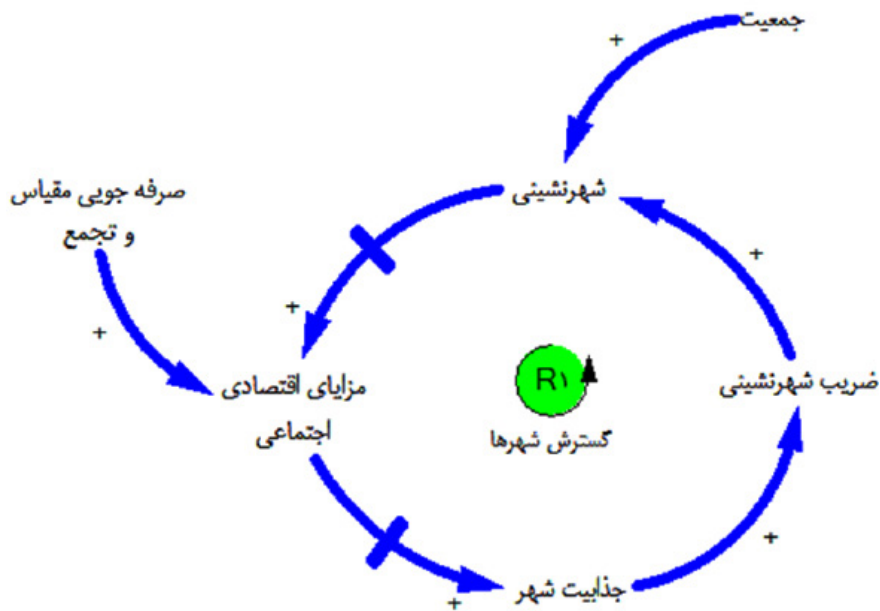 جمعیت
+
شهرنشینی
صرفه جویی مقیاس
و تجمع
+
+
+
مزایای اقتصادی
اجتماعی
R۱
گسترش شهرها
ضریب شهرنشینی
+
+
جذابیت شهر